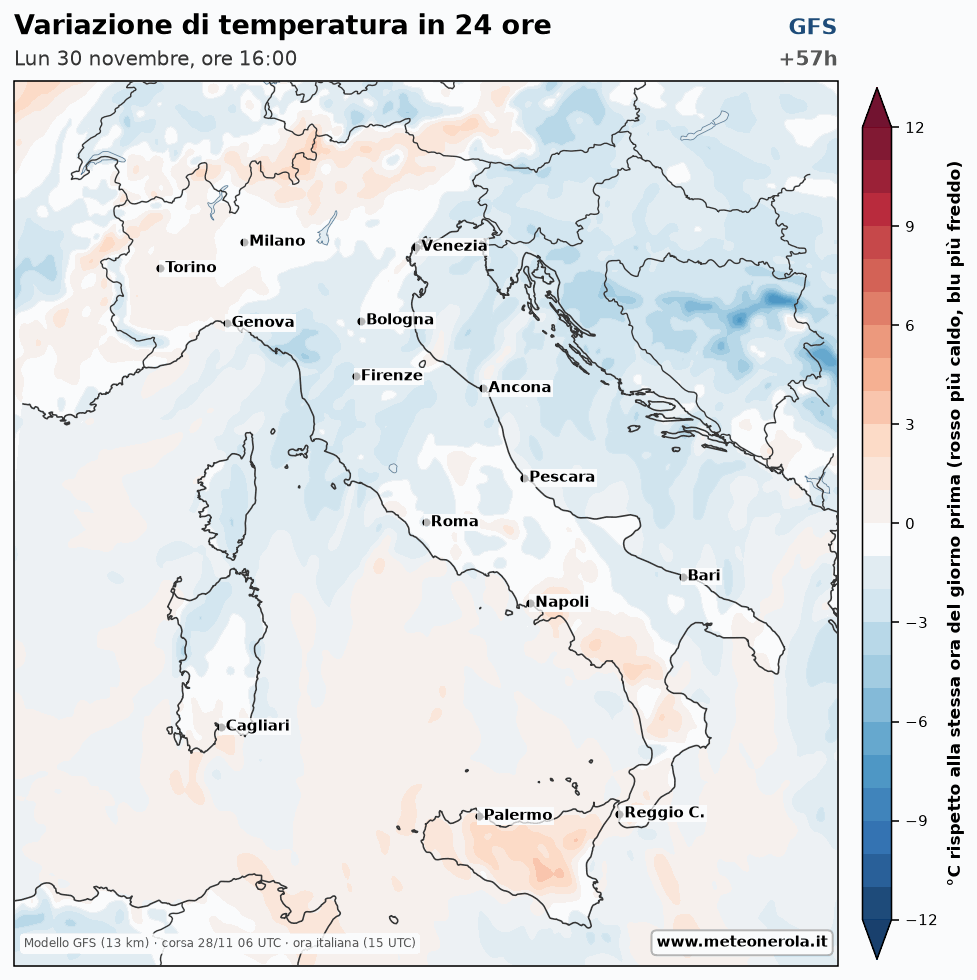 Variazione di temperatura in 24 ore
GFS
Lun 30 novembre, ore 16:00
+57h
Milano
Venezia
Torino
Genova
Bologna
Firenze
Ancona
Pescara
Roma
Bari
Napoli
Cagliari
Palermo
Reggio C.
12
9
6
3
0
−3
−6
−9
−12
°C rispetto alla stessa ora del giorno prima (rosso più caldo, blu più freddo)
Modello GFS (13 km) · corsa 28/11 06 UTC · ora italiana (15 UTC)
www.meteonerola.it